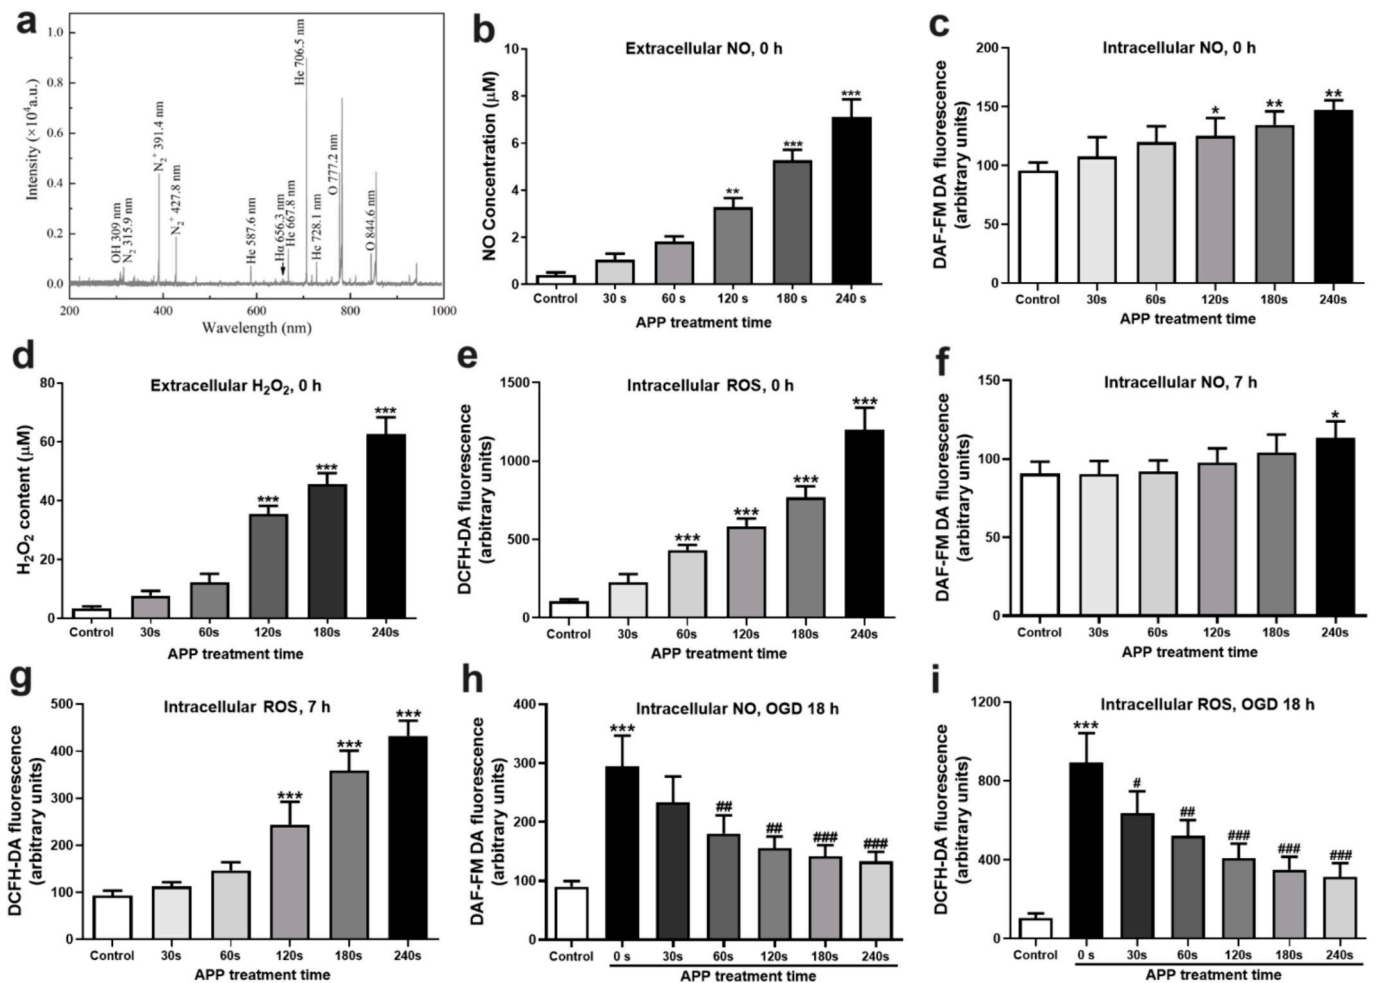 a
Intensity (×10⁴a.u.)
1.0
0.8
0.6
0.4
0.2
0.0
OH 309 nm
N₂ 315.9 nm
N₂⁺ 391.4 nm
N₂⁺ 427.8 nm
He 587.6 nm
Hα 656.3 nm
He 667.8 nm
He 706.5 nm
He 728.1 nm
O 777.2 nm
O 844.6 nm
200 400 600 800 1000
Wavelength (nm)
b
Extracellular NO, 0 h
NO Concentration (μM)
10
8
6
4
2
0
** *** ***
Control 30 s 60 s 120 s 180 s 240 s
APP treatment time
c
Intracellular NO, 0 h
DAF-FM DA fluorescence
(arbitrary units)
200
150
100
50
0
* ** **
Control 30s 60s 120s 180s 240s
APP treatment time
d
Extracellular H₂O₂, 0 h
H₂O₂ content (μM)
80
60
40
20
0
*** *** ***
Control 30s 60s 120s 180s 240s
APP treatment time
e
Intracellular ROS, 0 h
DCFH-DA fluorescence
(arbitrary units)
1500
1000
500
0
*** *** *** ***
Control 30s 60s 120s 180s 240s
APP treatment time
f
Intracellular NO, 7 h
DAF-FM DA fluorescence
(arbitrary units)
150
100
50
0
*
Control 30s 60s 120s 180s 240s
APP treatment time
g
Intracellular ROS, 7 h
DCFH-DA fluorescence
(arbitrary units)
500
400
300
200
100
0
*** *** ***
Control 30s 60s 120s 180s 240s
APP treatment time
h
Intracellular NO, OGD 18 h
DAF-FM DA fluorescence
(arbitrary units)
400
300
200
100
0
*** ## ## ### ###
Control 0 s 30s 60s 120s 180s 240s
APP treatment time
i
Intracellular ROS, OGD 18 h
DCFH-DA fluorescence
(arbitrary units)
1200
800
400
0
*** # ## ### ### ###
Control 0 s 30s 60s 120s 180s 240s
APP treatment time